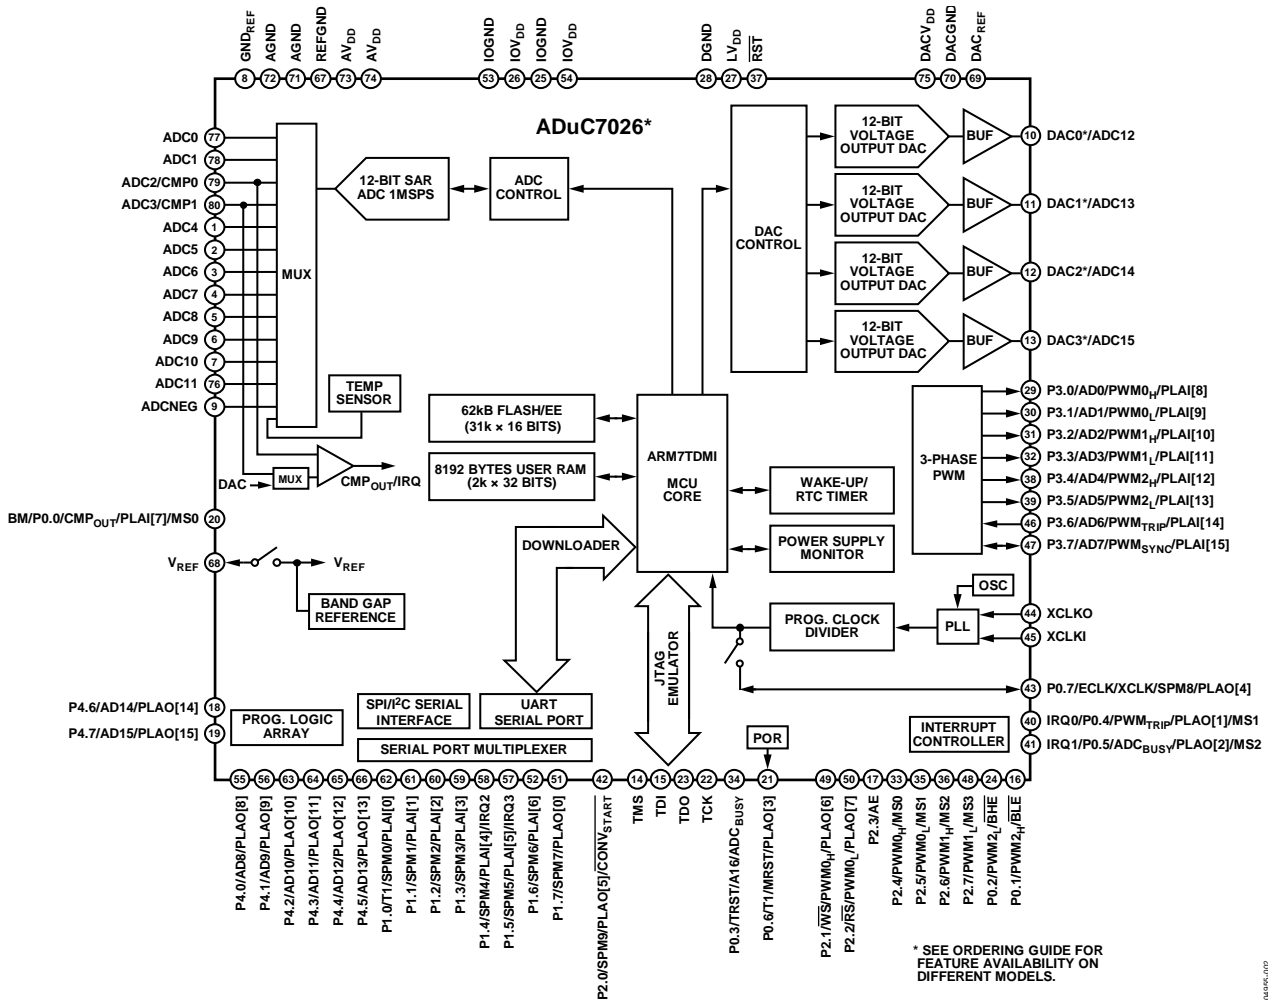 GNDREF
AGND
AGND
REFGND
AVDD
AVDD
IOGND
IOVDD
IOGND
IOVDD
DGND
LVDD
RST
DACVDD
DACGND
DACREF
8
72
71
67
73
74
53
26
25
54
28
27
37
75
70
69
ADuC7026*
ADC0
77
ADC1
78
ADC2/CMP0
79
ADC3/CMP1
80
ADC4
1
ADC5
2
ADC6
3
ADC7
4
ADC8
5
ADC9
6
ADC10
7
ADC11
76
ADCNEG
9
MUX
12-BIT SAR
ADC 1MSPS
ADC
CONTROL
DAC
CONTROL
12-BIT
VOLTAGE
OUTPUT DAC
BUF
10
DAC0*/ADC12
12-BIT
VOLTAGE
OUTPUT DAC
BUF
11
DAC1*/ADC13
12-BIT
VOLTAGE
OUTPUT DAC
BUF
12
DAC2*/ADC14
12-BIT
VOLTAGE
OUTPUT DAC
BUF
13
DAC3*/ADC15
TEMP
SENSOR
62kB FLASH/EE
(31k × 16 BITS)
8192 BYTES USER RAM
(2k × 32 BITS)
ARM7TDMI
MCU
CORE
WAKE-UP/
RTC TIMER
POWER SUPPLY
MONITOR
3-PHASE
PWM
29
P3.0/AD0/PWM0H/PLAI[8]
30
P3.1/AD1/PWM0L/PLAI[9]
31
P3.2/AD2/PWM1H/PLAI[10]
32
P3.3/AD3/PWM1L/PLAI[11]
38
P3.4/AD4/PWM2H/PLAI[12]
39
P3.5/AD5/PWM2L/PLAI[13]
46
P3.6/AD6/PWMTRIP/PLAI[14]
47
P3.7/AD7/PWMSYNC/PLAI[15]
DAC
MUX
CMPOUT/IRQ
BM/P0.0/CMPOUT/PLAI[7]/MS0
20
VREF
68
VREF
BAND GAP
REFERENCE
DOWNLOADER
JTAG
EMULATOR
PROG. CLOCK
DIVIDER
PLL
OSC
44
XCLKO
45
XCLKI
43
P0.7/ECLK/XCLK/SPM8/PLAO[4]
40
IRQ0/P0.4/PWMTRIP/PLAO[1]/MS1
41
IRQ1/P0.5/ADCBUSY/PLAO[2]/MS2
INTERRUPT
CONTROLLER
P4.6/AD14/PLAO[14]
18
P4.7/AD15/PLAO[15]
19
PROG. LOGIC
ARRAY
SPI/I2C SERIAL
INTERFACE
UART
SERIAL PORT
SERIAL PORT MULTIPLEXER
POR
55
56
63
64
65
66
62
61
60
59
58
57
52
51
42
14
15
23
22
34
21
49
50
17
33
35
36
48
24
16
P4.0/AD8/PLAO[8]
P4.1/AD9/PLAO[9]
P4.2/AD10/PLAO[10]
P4.3/AD11/PLAO[11]
P4.4/AD12/PLAO[12]
P4.5/AD13/PLAO[13]
P1.0/T1/SPM0/PLAI[0]
P1.1/SPM1/PLAI[1]
P1.2/SPM2/PLAI[2]
P1.3/SPM3/PLAI[3]
P1.4/SPM4/PLAI[4]/IRQ2
P1.5/SPM5/PLAI[5]/IRQ3
P1.6/SPM6/PLAI[6]
P1.7/SPM7/PLAO[0]
P2.0/SPM9/PLAO[5]/CONVSTART
TMS
TDI
TDO
TCK
P0.3/TRST/A16/ADCBUSY
P0.6/T1/MRST/PLAO[3]
P2.1/WS/PWM0H/PLAO[6]
P2.2/RS/PWM0L/PLAO[7]
P2.3/AE
P2.4/PWM0H/MS0
P2.5/PWM0L/MS1
P2.6/PWM1H/MS2
P2.7/PWM1L/MS3
P0.2/PWM2L/BHE
P0.1/PWM2H/BLE
* SEE ORDERING GUIDE FOR
FEATURE AVAILABILITY ON
DIFFERENT MODELS.
04955-002